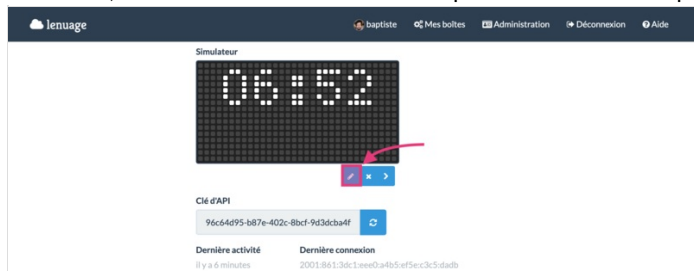 lenuage baptiste Mes boîtes Administration Déconnexion Aide
Simulateur
06:52
Clé d'API
96c64d95-b87e-402c-8bcf-9d3dcba4f
Dernière activité Dernière connexion
il y a 6 minutes 2001:861:3dc1:eee0:a4b5:ef5e:c3c5:dadb